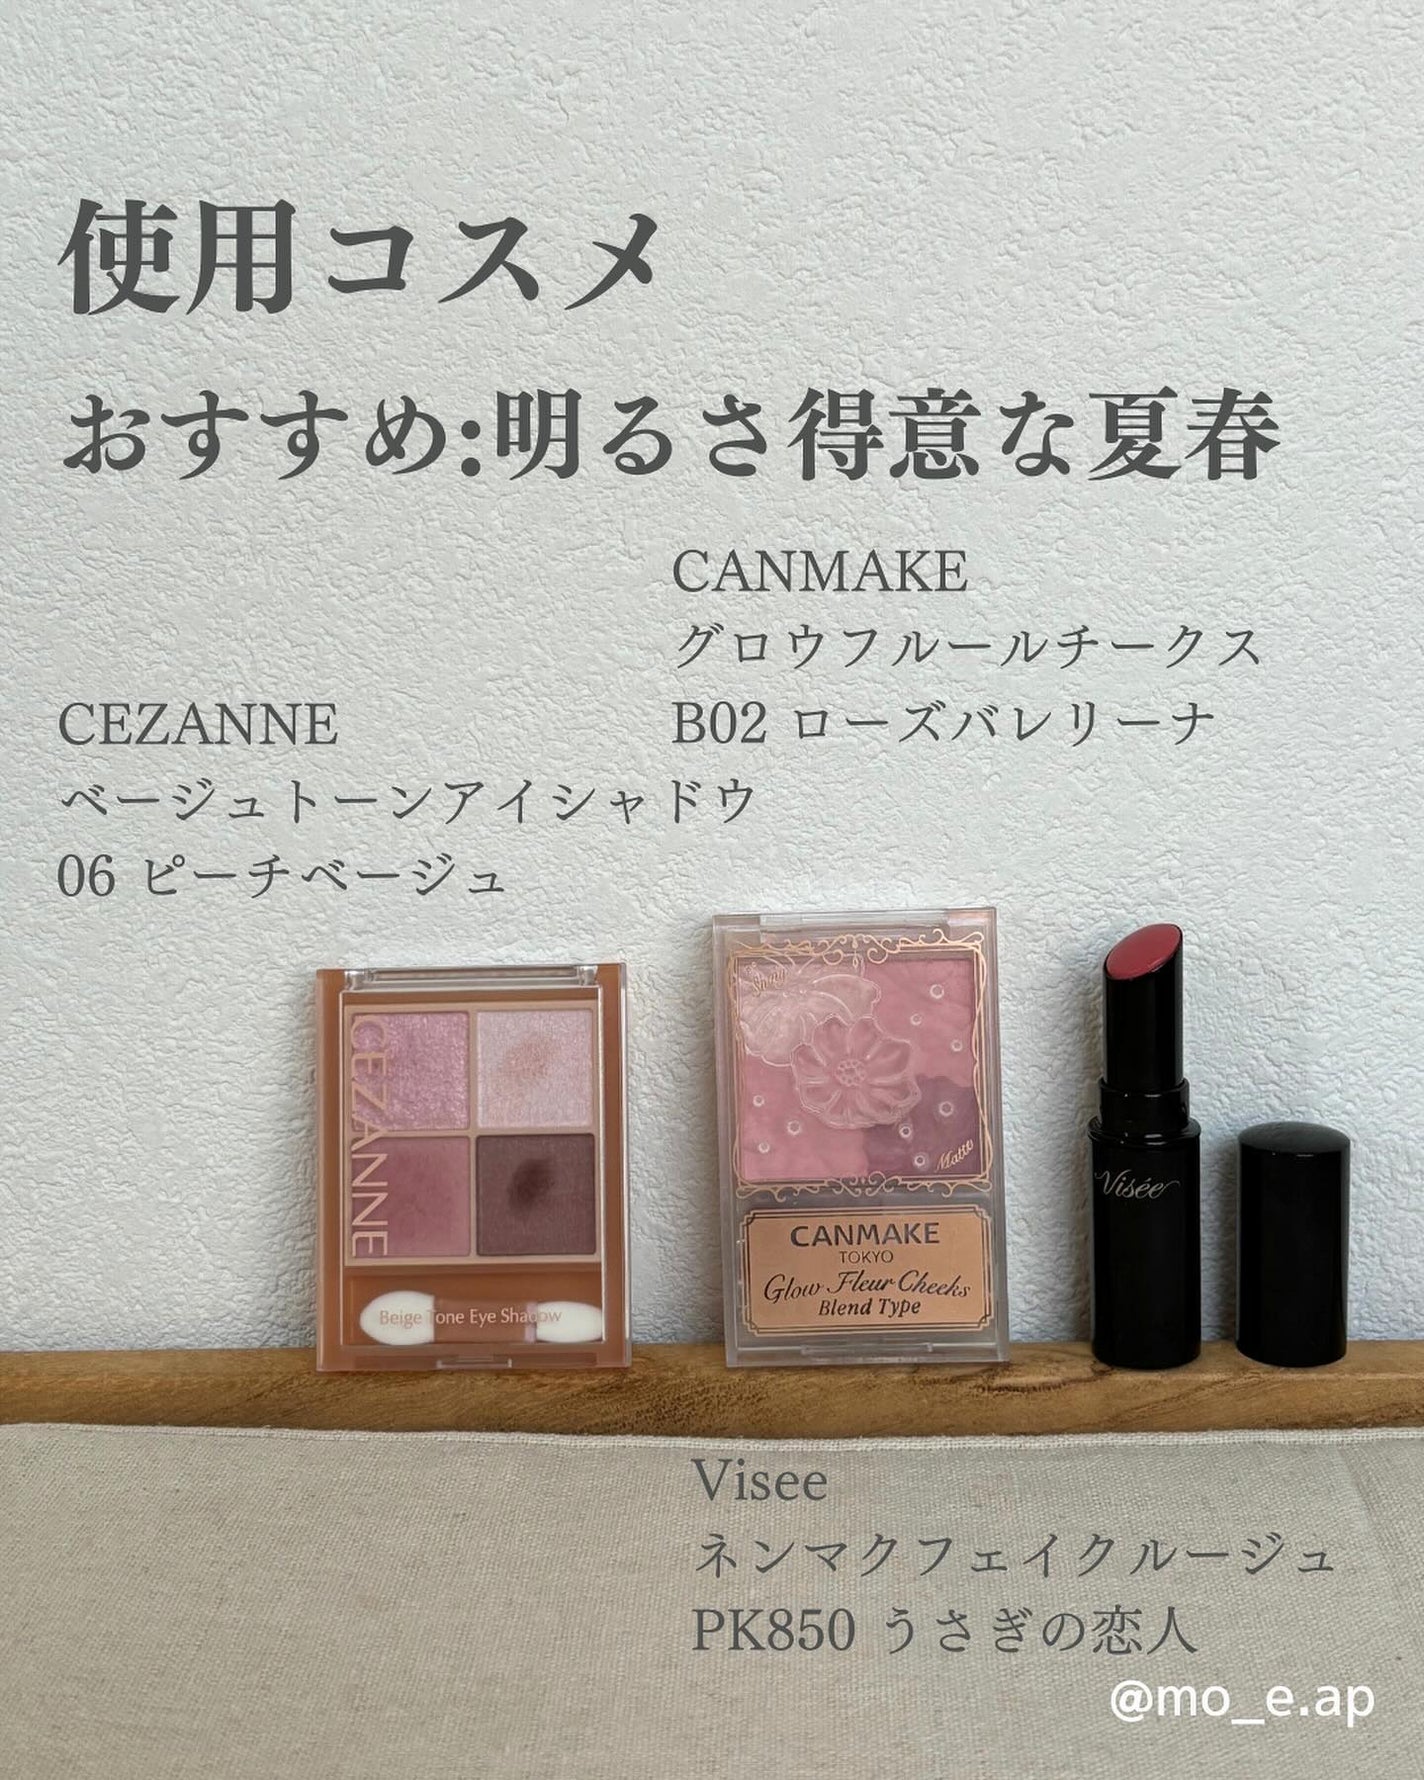 使用コスメ
おすすめ:明るさ得意な夏春
CANMAKE
グロウフルールチークス
B02 ローズバレリーナ
CEZANNE
ベージュトーンアイシャドウ
06 ピーチベージュ
CEZANNE
Beige Tone Eye Shadow
Shiny
Matte
CANMAKE
TOKYO
Glow Fleur Cheeks
Blend Type
Visée
Visee
ネンマクフェイクルージュ
PK850 うさぎの恋人
@mo_e.ap